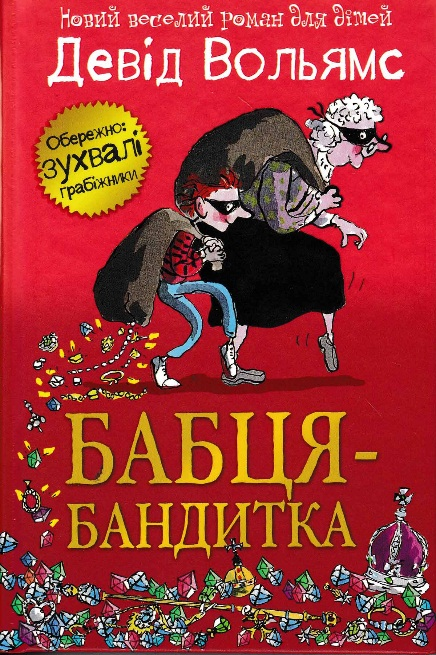 Новий веселий роман для дітей
Девід Вольямс
Обережно:
зухвалі
грабіжники
БАБЦЯ-
БАНДИТКА